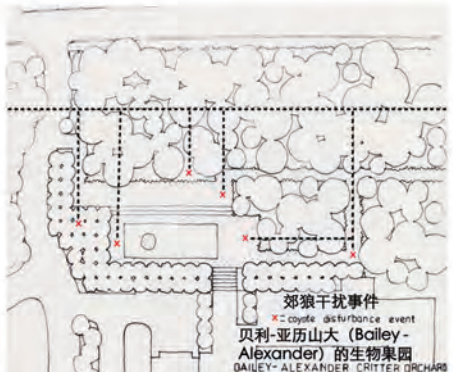 郊狼干扰事件
x = coyote disturbance event
贝利-亚历山大（Bailey-
Alexander）的生物果园
BAILEY-ALEXANDER CRITTER ORCHARD